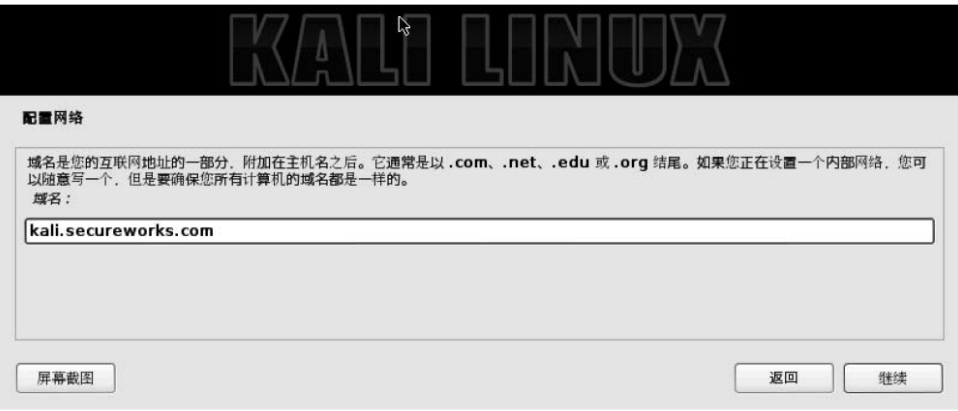 KALI LINUX
配置网络
域名是您的互联网地址的一部分，附加在主机名之后。它通常是以 .com、.net、.edu 或 .org 结尾。如果您正在设置一个内部网络，您可
以随意写一个，但是要确保您所有计算机的域名都是一样的。
域名：
kali.secureworks.com
屏幕截图 返回 继续